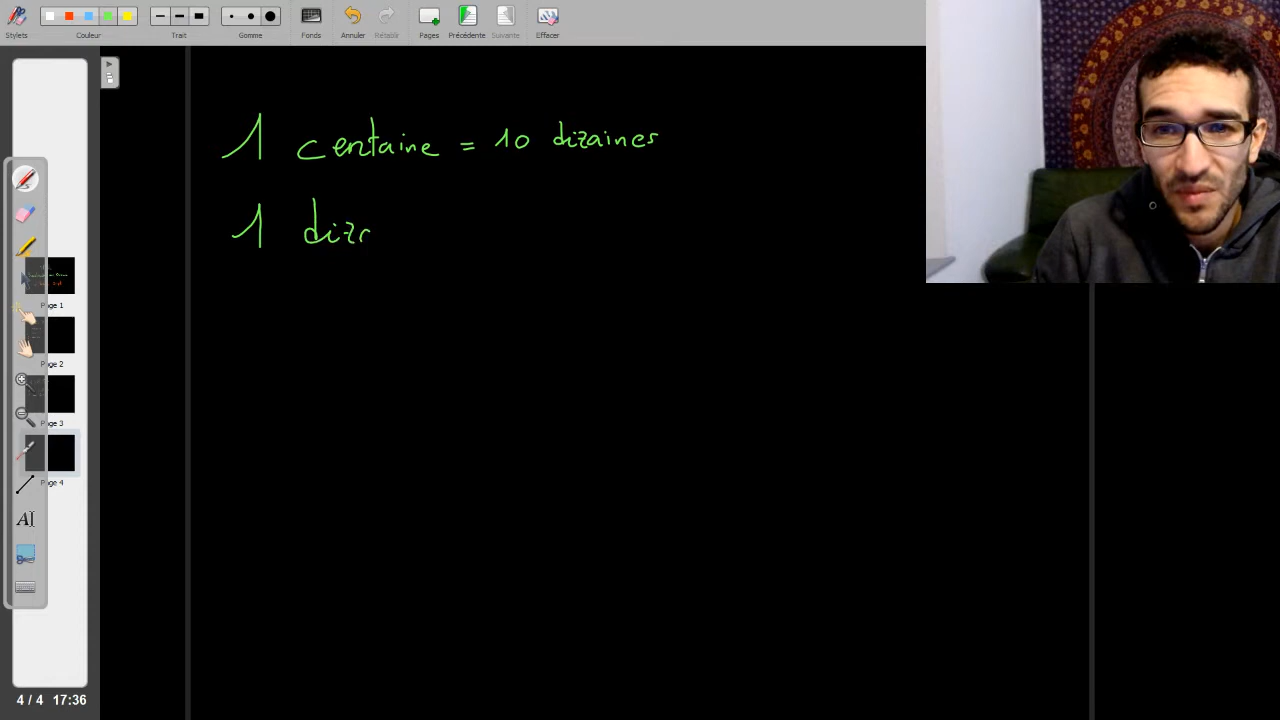 Stylets Couleur Trait Gomme Fonds Annuler Rétablir Pages Précédente Suivante Effacer
1 centaine = 10 dizaines
1 diza
Page 1
Page 2
Page 3
Page 4
4 / 4 17:36